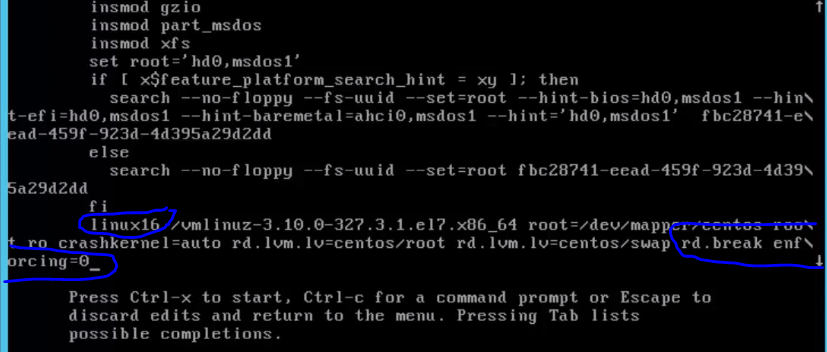 insmod gzio
insmod part_msdos
insmod xfs
set root='hd0,msdos1'
if [ x$feature_platform_search_hint = xy ]; then
search --no-floppy --fs-uuid --set=root --hint-bios=hd0,msdos1 --hin\
t-efi=hd0,msdos1 --hint-baremetal=ahci0,msdos1 --hint='hd0,msdos1'  fbc28741-e\
ead-459f-923d-4d395a29d2dd
else
search --no-floppy --fs-uuid --set=root fbc28741-eead-459f-923d-4d39\
5a29d2dd
fi
linux16 /vmlinuz-3.10.0-327.3.1.el7.x86_64 root=/dev/mapper/centos-roo\
t ro crashkernel=auto rd.lvm.lv=centos/root rd.lvm.lv=centos/swap rd.break enf\
orcing=0_
Press Ctrl-x to start, Ctrl-c for a command prompt or Escape to
discard edits and return to the menu. Pressing Tab lists
possible completions.